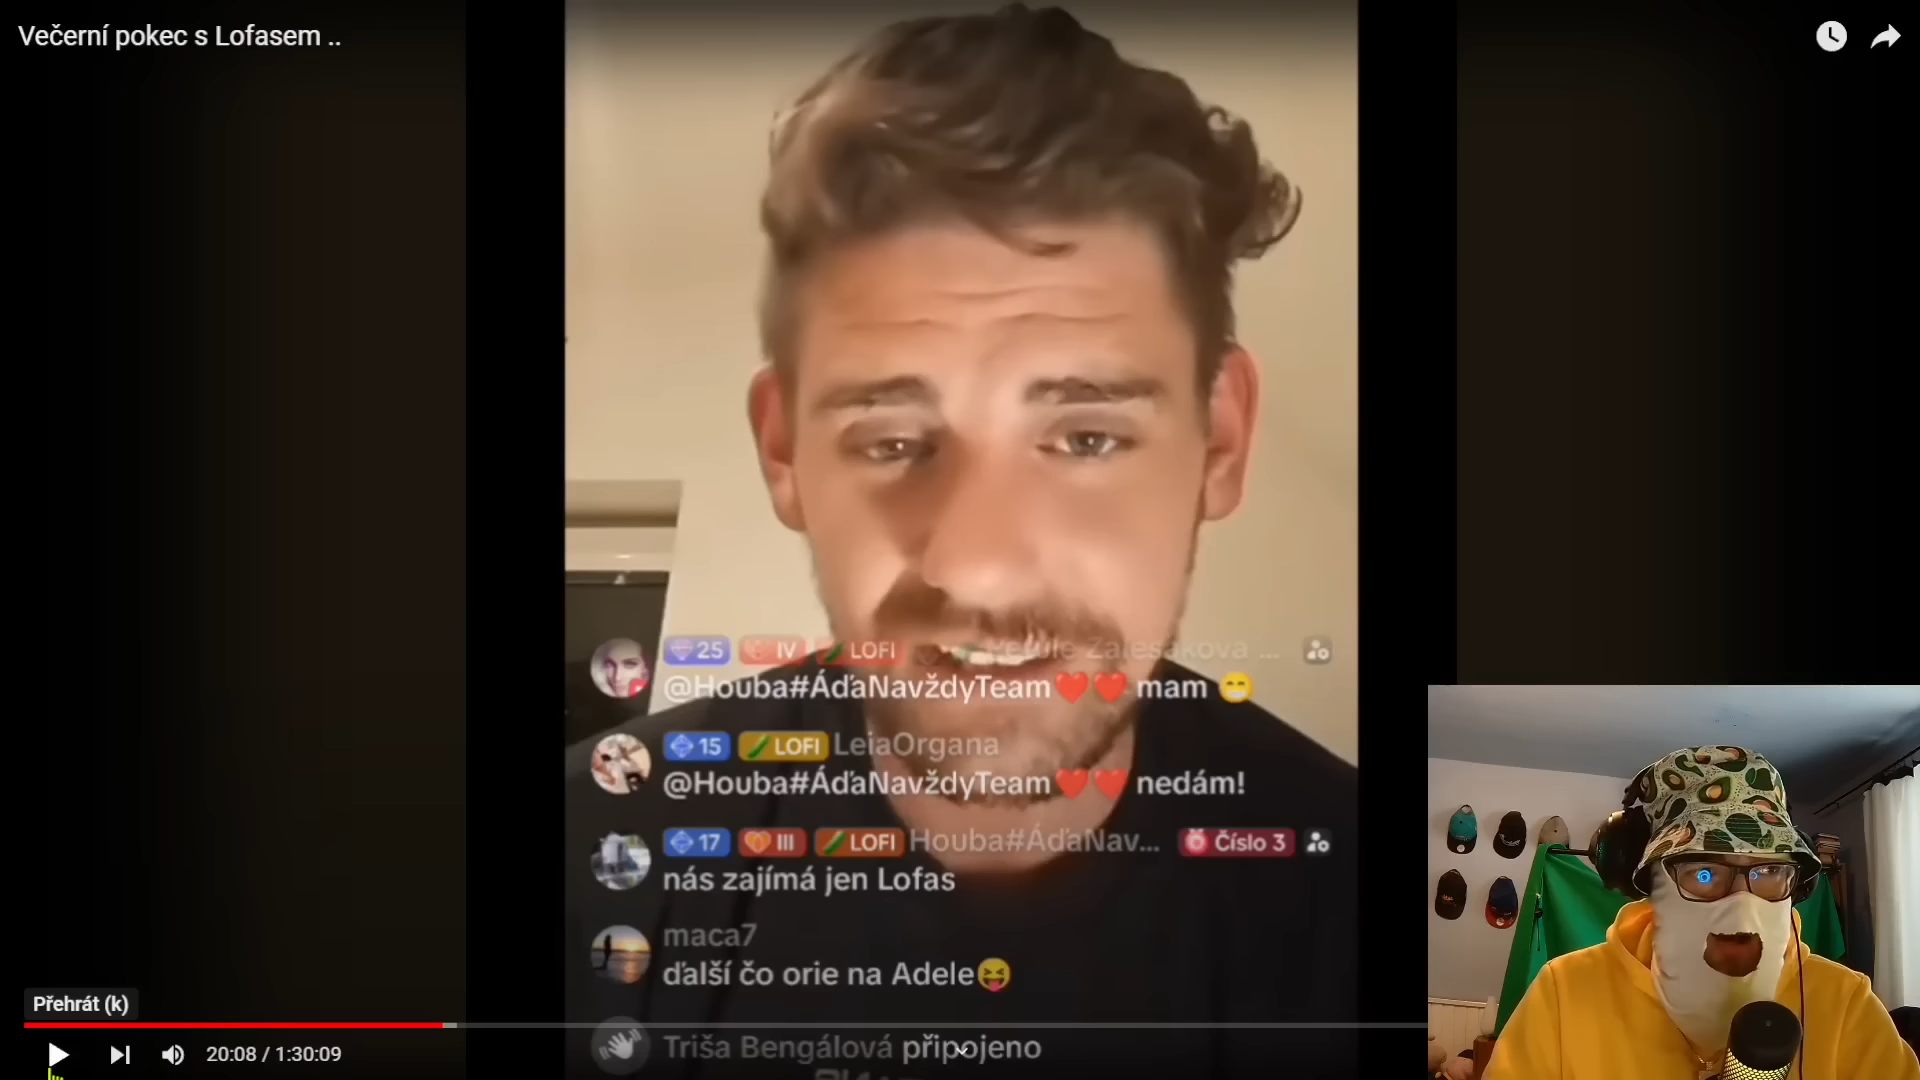 Večerní pokec s Lofasem ..
25 IV LOFI Petule Zalesakova ...
@Houba#ÁďaNavždyTeam❤️❤️ mam 😁
15 LOFI LeiaOrgana
@Houba#ÁďaNavždyTeam❤️❤️ nedám!
17 III LOFI Houba#ÁďaNav... Číslo 3
nás zajímá jen Lofas
maca7
ďalší čo orie na Adele😝
Triša Bengálová připojeno
Přehrát (k)
20:08 / 1:30:09